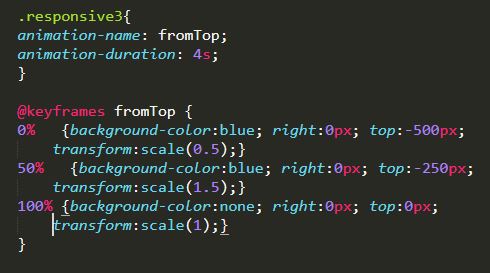 .responsive3{
animation-name: fromTop;
animation-duration: 4s;
}
@keyframes fromTop {
0%   {background-color:blue; right:0px; top:-500px;
transform:scale(0.5);}
50%   {background-color:blue; right:0px; top:-250px;
transform:scale(1.5);}
100% {background-color:none; right:0px; top:0px;
transform:scale(1);}
}